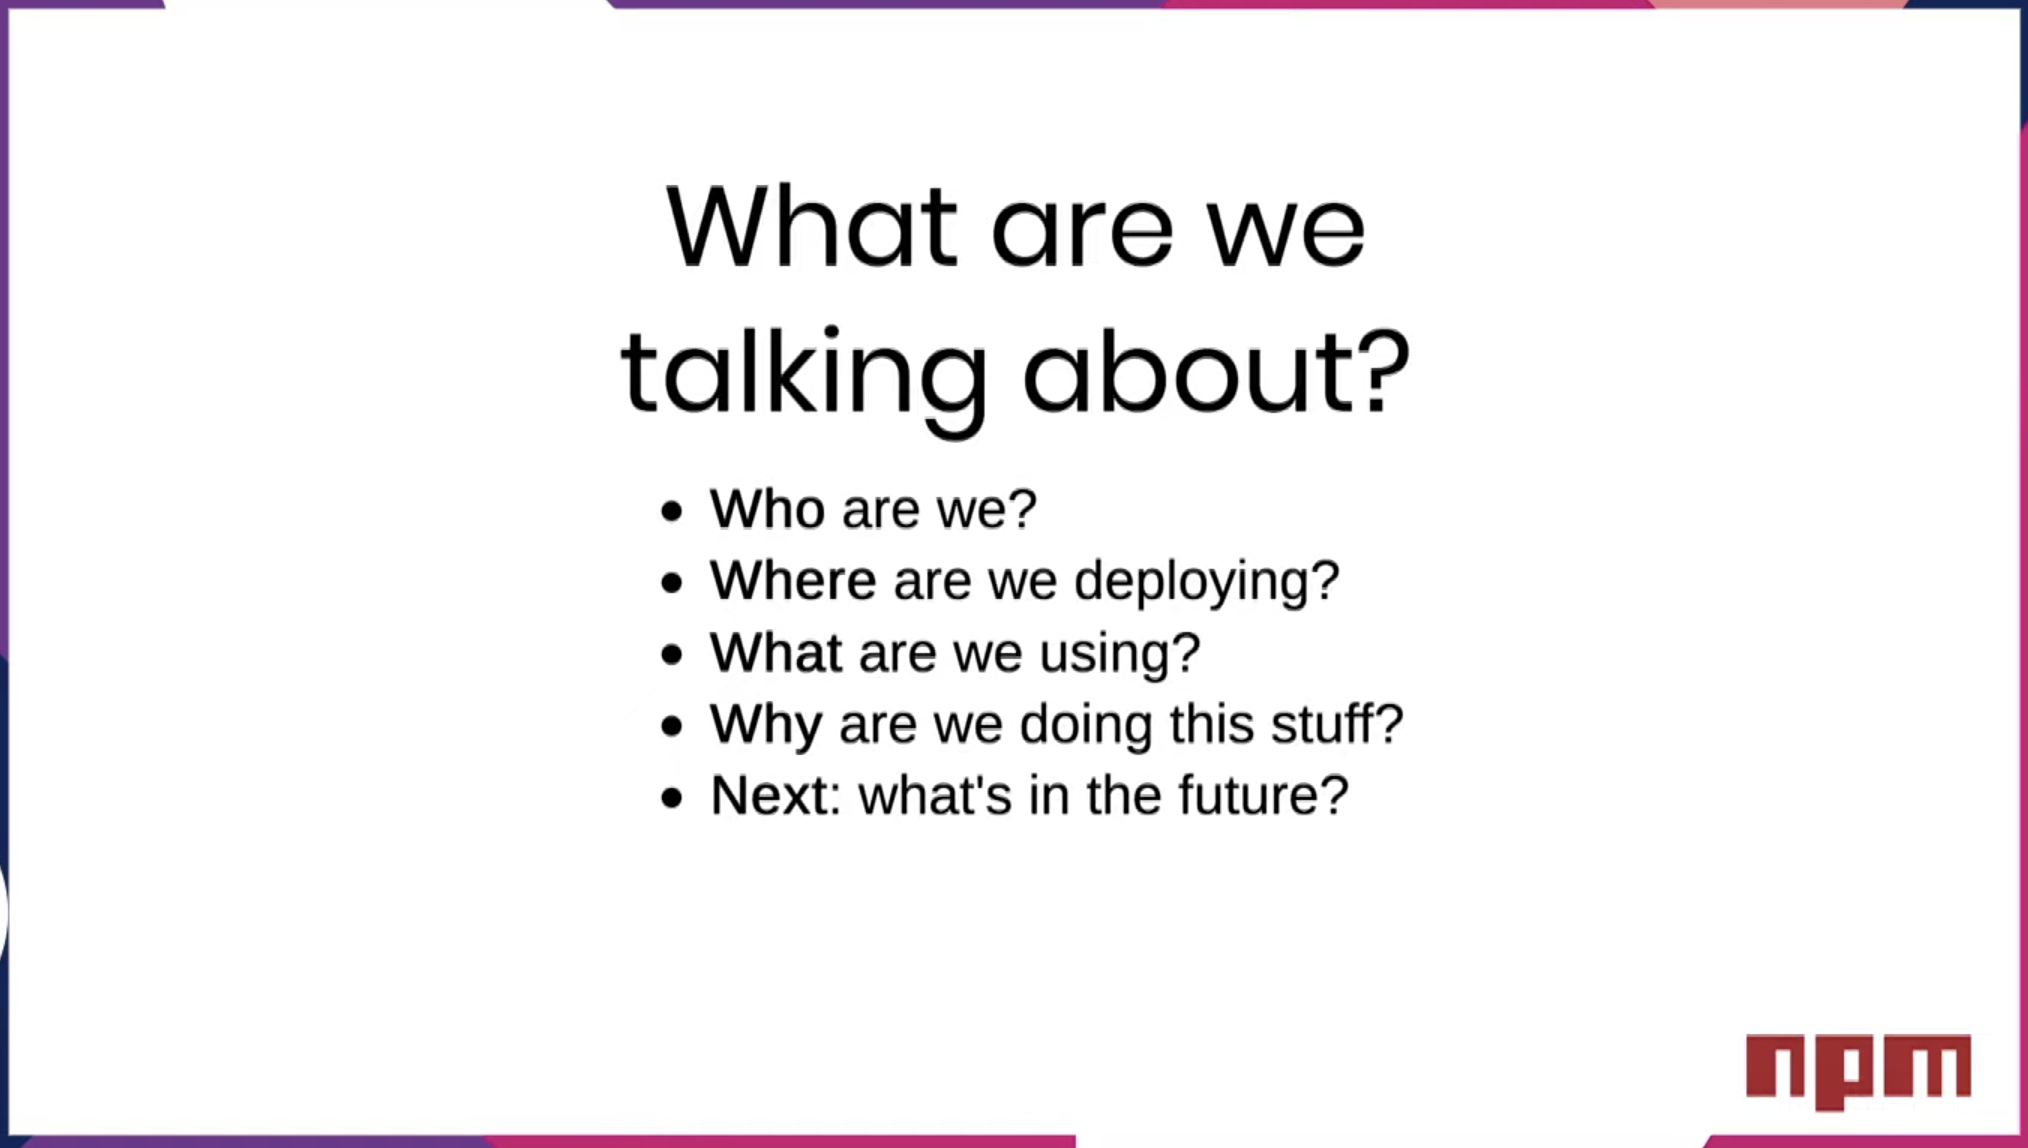 What are we
talking about?
Who are we?
Where are we deploying?
What are we using?
Why are we doing this stuff?
Next: what's in the future?
npm